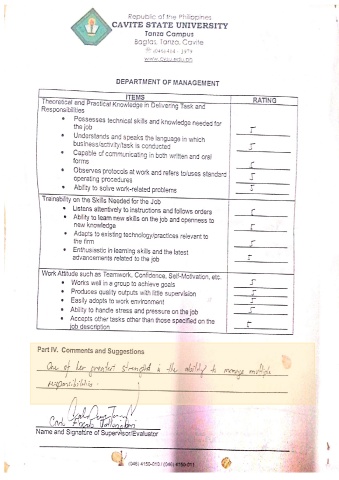 Republic of the Philippines
CAVITE STATE UNIVERSITY
Tanza Campus
Bagtas, Tanza, Cavite
(046) 414 - 3979
www.cvsu.edu.ph
DEPARTMENT OF MANAGEMENT
ITEMS RATING
Theoretical and Practical Knowledge in Delivering Task and
Responsibilities
• Possesses technical skills and knowledge needed for
the job 5
• Understands and speaks the language in which
business/activity/task is conducted 5
• Capable of communicating in both written and oral
forms 5
• Observes protocols at work and refers to/uses standard
operating procedures 5
• Ability to solve work-related problems 5
Trainability on the Skills Needed for the Job
• Listens attentively to instructions and follows orders 5
• Ability to learn new skills on the job and openness to
new knowledge 5
• Adapts to existing technology/practices relevant to
the firm 5
• Enthusiastic in learning skills and the latest
advancements related to the job 5
Work Attitude such as Teamwork, Confidence, Self-Motivation, etc.
• Works well in a group to achieve goals 5
• Produces quality outputs with little supervision 5
• Easily adopts to work environment 5
• Ability to handle stress and pressure on the job 5
• Accepts other tasks other than those specified on the
job description 5
Part IV. Comments and Suggestions
One of her greatest strenghts is the ability to manage multiple
responsibilities.
Name and Signature of Supervisor/Evaluator
(046) 4150-010 / (046) 4150-011